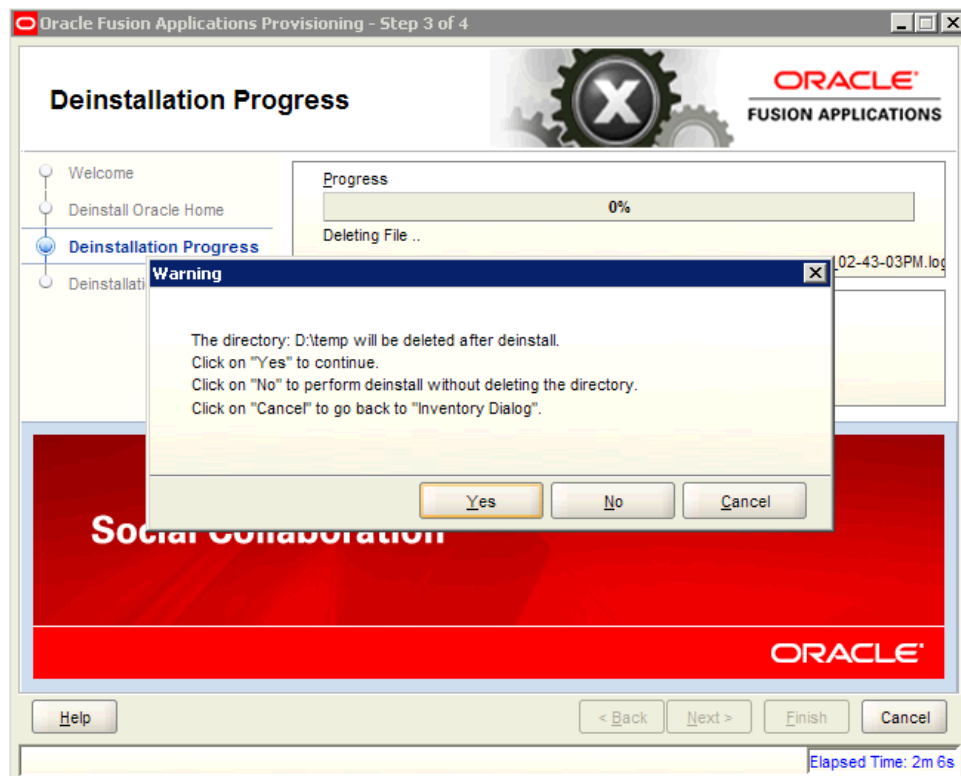 Oracle Fusion Applications Provisioning - Step 3 of 4
Deinstallation Progress
ORACLE
FUSION APPLICATIONS
Welcome
Deinstall Oracle Home
Deinstallation Progress
Deinstallati
Progress
0%
Deleting File ..
02-43-03PM.log
Warning
The directory: D:\temp will be deleted after deinstall.
Click on "Yes" to continue.
Click on "No" to perform deinstall without deleting the directory.
Click on "Cancel" to go back to "Inventory Dialog".
Yes
No
Cancel
Social Collaboration
ORACLE
Help
< Back
Next >
Finish
Cancel
Elapsed Time: 2m 6s